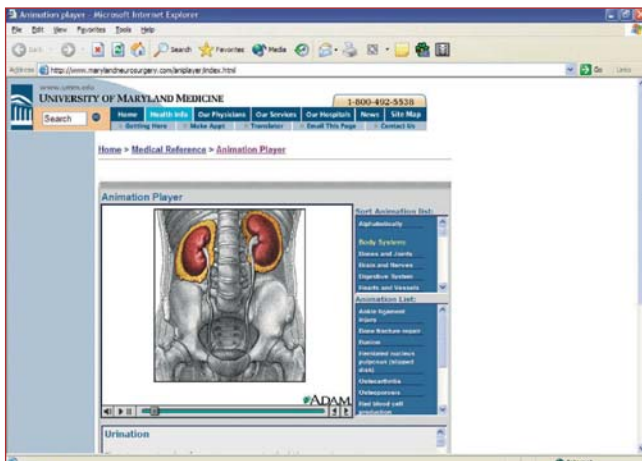 Animation player - Microsoft Internet Explorer
File Edit View Favorites Tools Help
Search Favorites Media
Address http://www.marylandneurosurgery.com/aniplayer/index.html Go Links
www.umm.edu
UNIVERSITY OF MARYLAND MEDICINE
1-800-492-5538
Search
Home Health Info Our Physicians Our Services Our Hospitals News Site Map
Getting Here Make Appt. Translator Email This Page Contact Us
Home > Medical Reference > Animation Player
Animation Player
Sort Animation list:
Alphabetically
Body Systems
Bones and Joints
Brain and Nerves
Digestive System
Hearts and Vessels
Animation List:
Ankle ligament
injury
Bone fracture repair
Bunion
Herniated nucleus
pulposus (slipped
disk)
Osteoarthritis
Osteoporosis
Red blood cell
production
ADAM
Urination